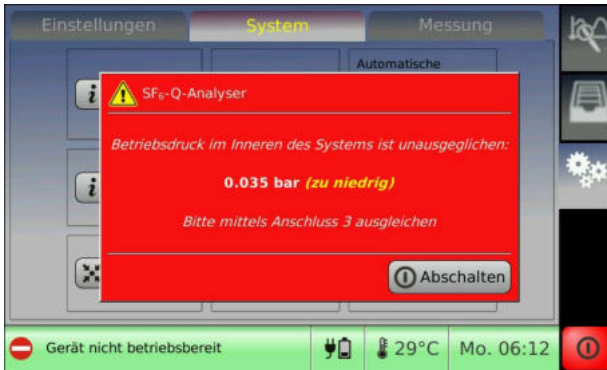 Einstellungen
System
Messung
Automatische
SF₆-Q-Analyser
Betriebsdruck im Inneren des Systems ist unausgeglichen:
0.035 bar (zu niedrig)
Bitte mittels Anschluss 3 ausgleichen
Abschalten
Gerät nicht betriebsbereit
29°C
Mo. 06:12